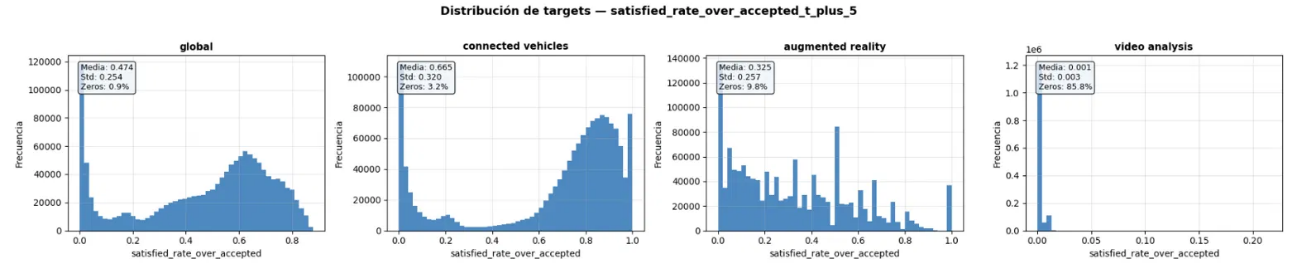 Distribución de targets — satisfied_rate_over_accepted_t_plus_5
global
Media: 0.474
Std: 0.254
Zeros: 0.9%
Frecuencia
120000
100000
80000
60000
40000
20000
0
0.0 0.2 0.4 0.6 0.8
satisfied_rate_over_accepted
connected vehicles
Media: 0.665
Std: 0.320
Zeros: 3.2%
Frecuencia
100000
80000
60000
40000
20000
0
0.0 0.2 0.4 0.6 0.8 1.0
satisfied_rate_over_accepted
augmented reality
Media: 0.325
Std: 0.257
Zeros: 9.8%
Frecuencia
140000
120000
100000
80000
60000
40000
20000
0
0.0 0.2 0.4 0.6 0.8 1.0
satisfied_rate_over_accepted
video analysis
1e6
Media: 0.001
Std: 0.003
Zeros: 85.8%
Frecuencia
1.2
1.0
0.8
0.6
0.4
0.2
0.0
0.00 0.05 0.10 0.15 0.20
satisfied_rate_over_accepted